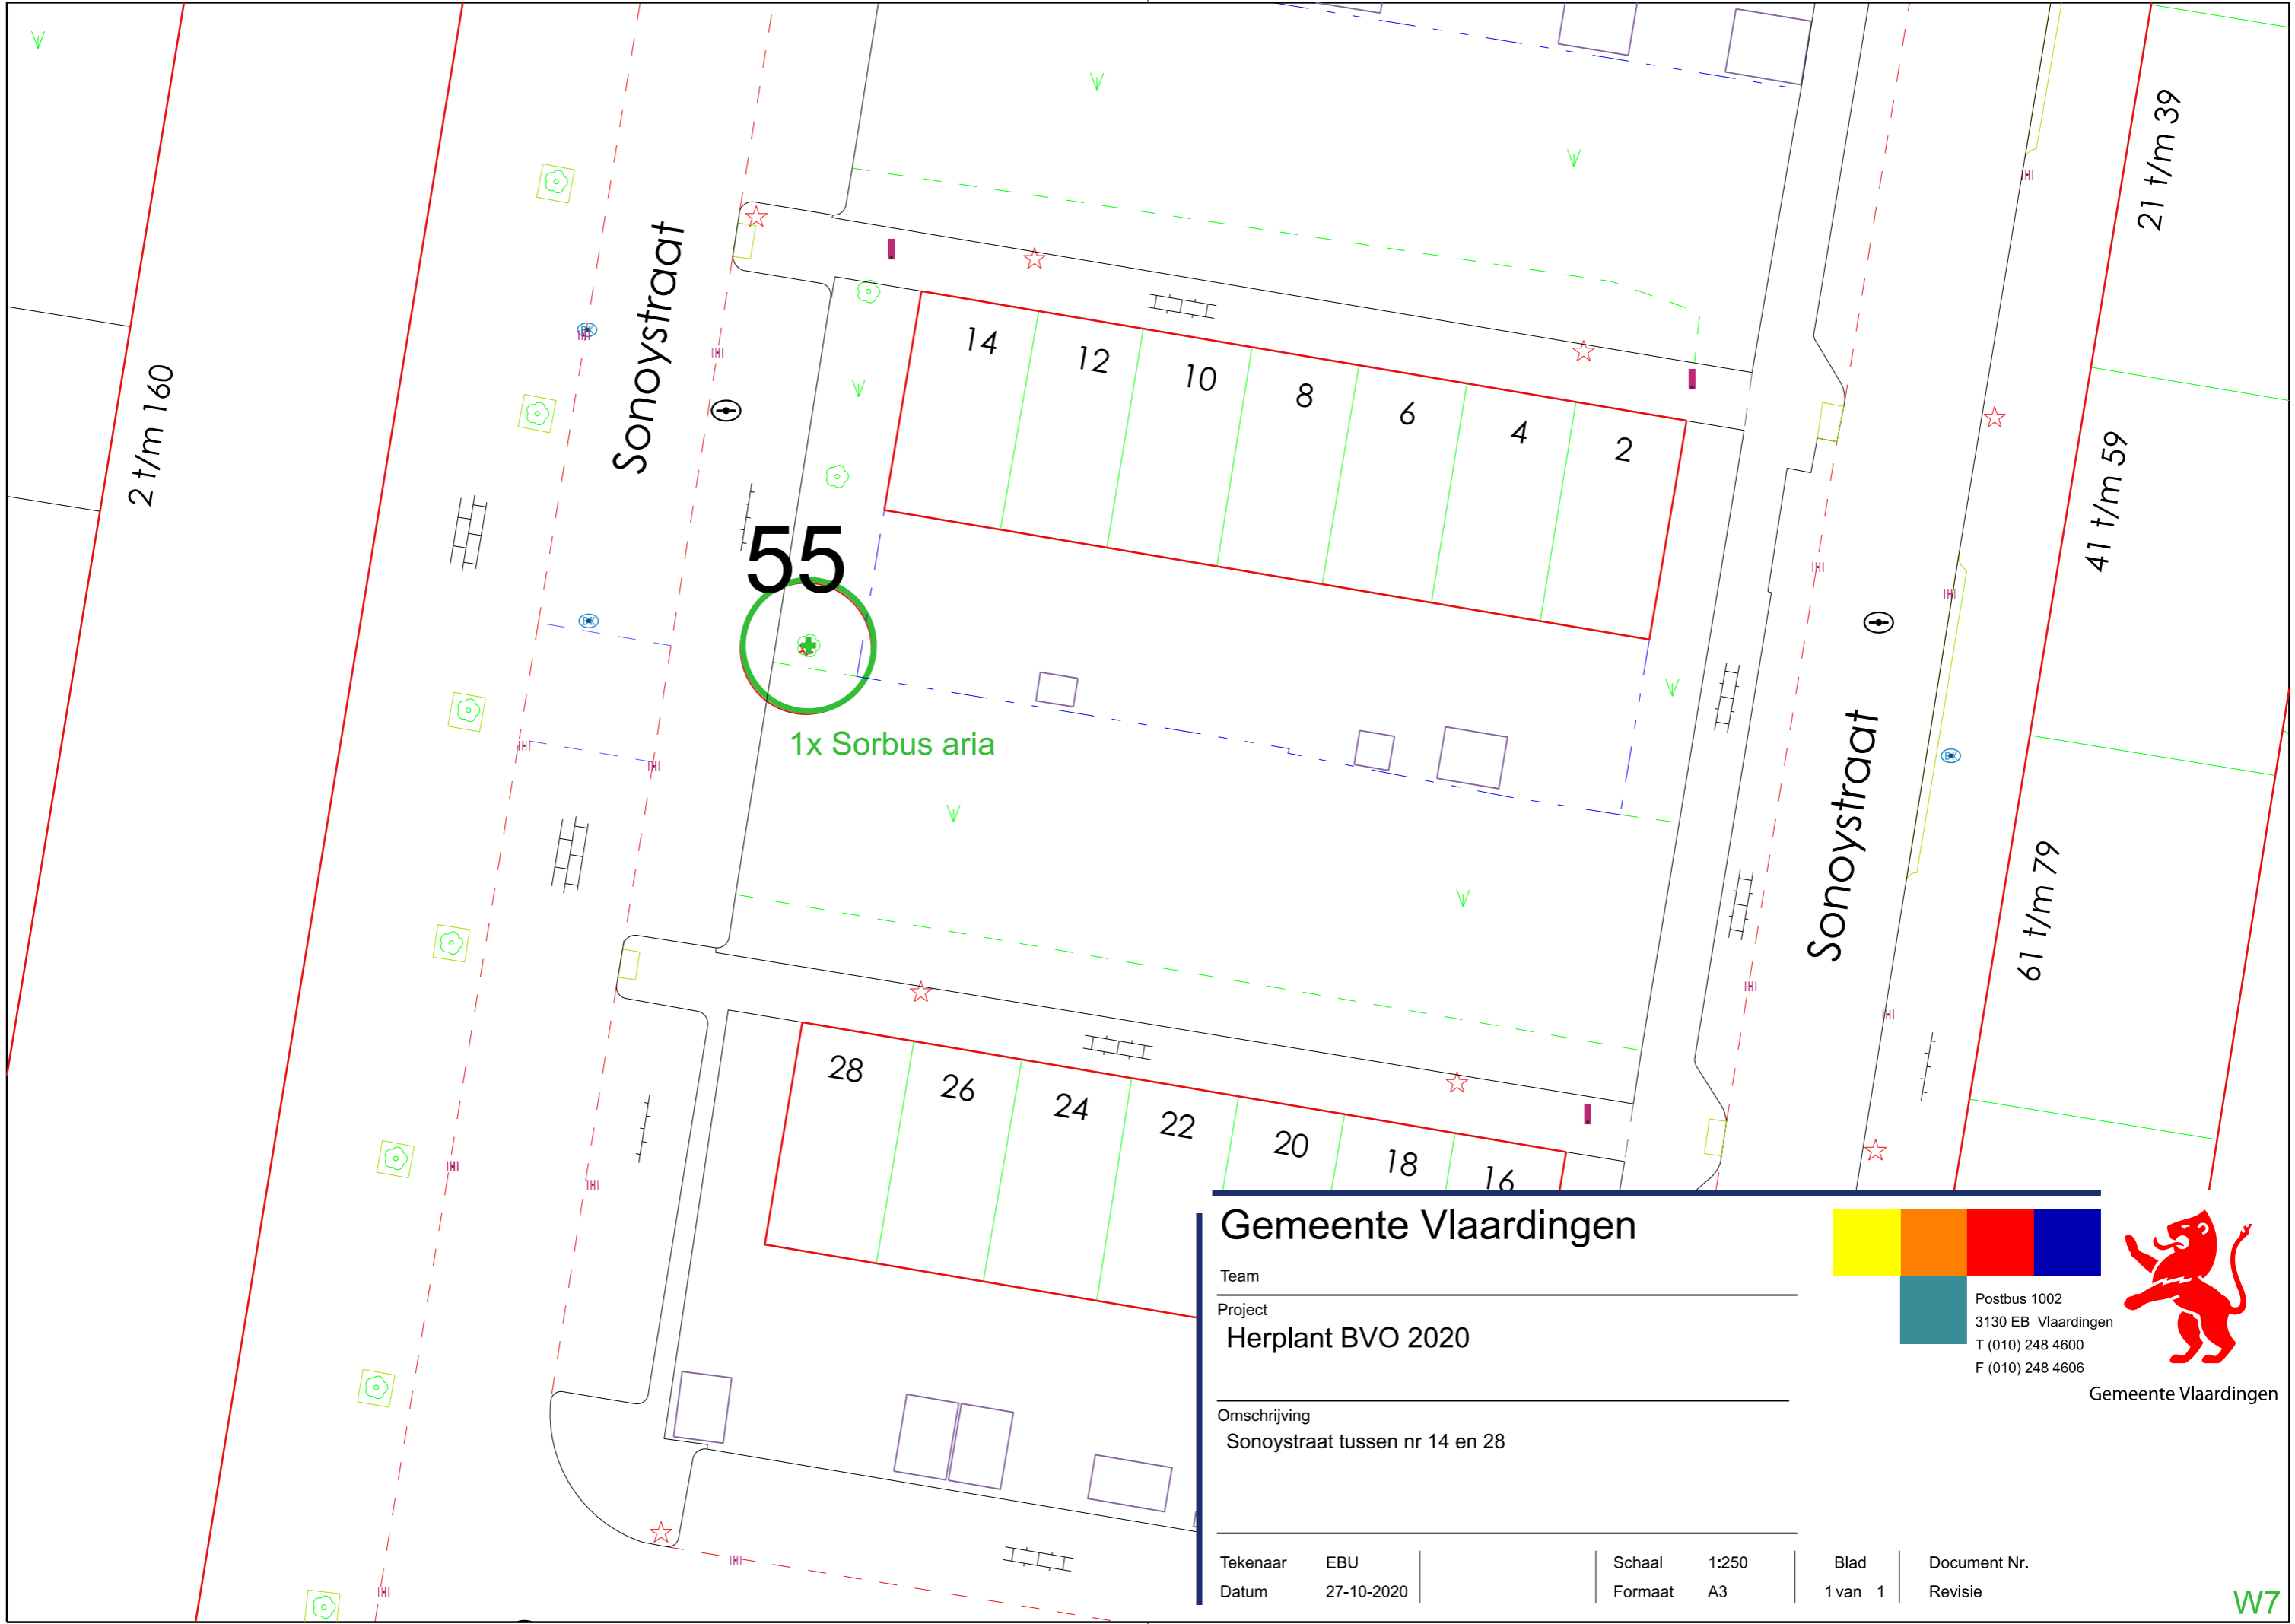 21 t/m 39
Sonoystraat
14
12
10
8
6
4
2
2 t/m 160
41 t/m 59
55
1x Sorbus aria
Sonoystraat
61 t/m 79
28
26
24
22
20
18
16
Gemeente Vlaardingen
Team
Project
Herplant BVO 2020
Postbus 1002
3130 EB Vlaardingen
T (010) 248 4600
F (010) 248 4606
Gemeente Vlaardingen
Omschrijving
Sonoystraat tussen nr 14 en 28
Tekenaar EBU Schaal 1:250 Blad Document Nr.
Datum 27-10-2020 Formaat A3 1 van 1 Revisie
W7